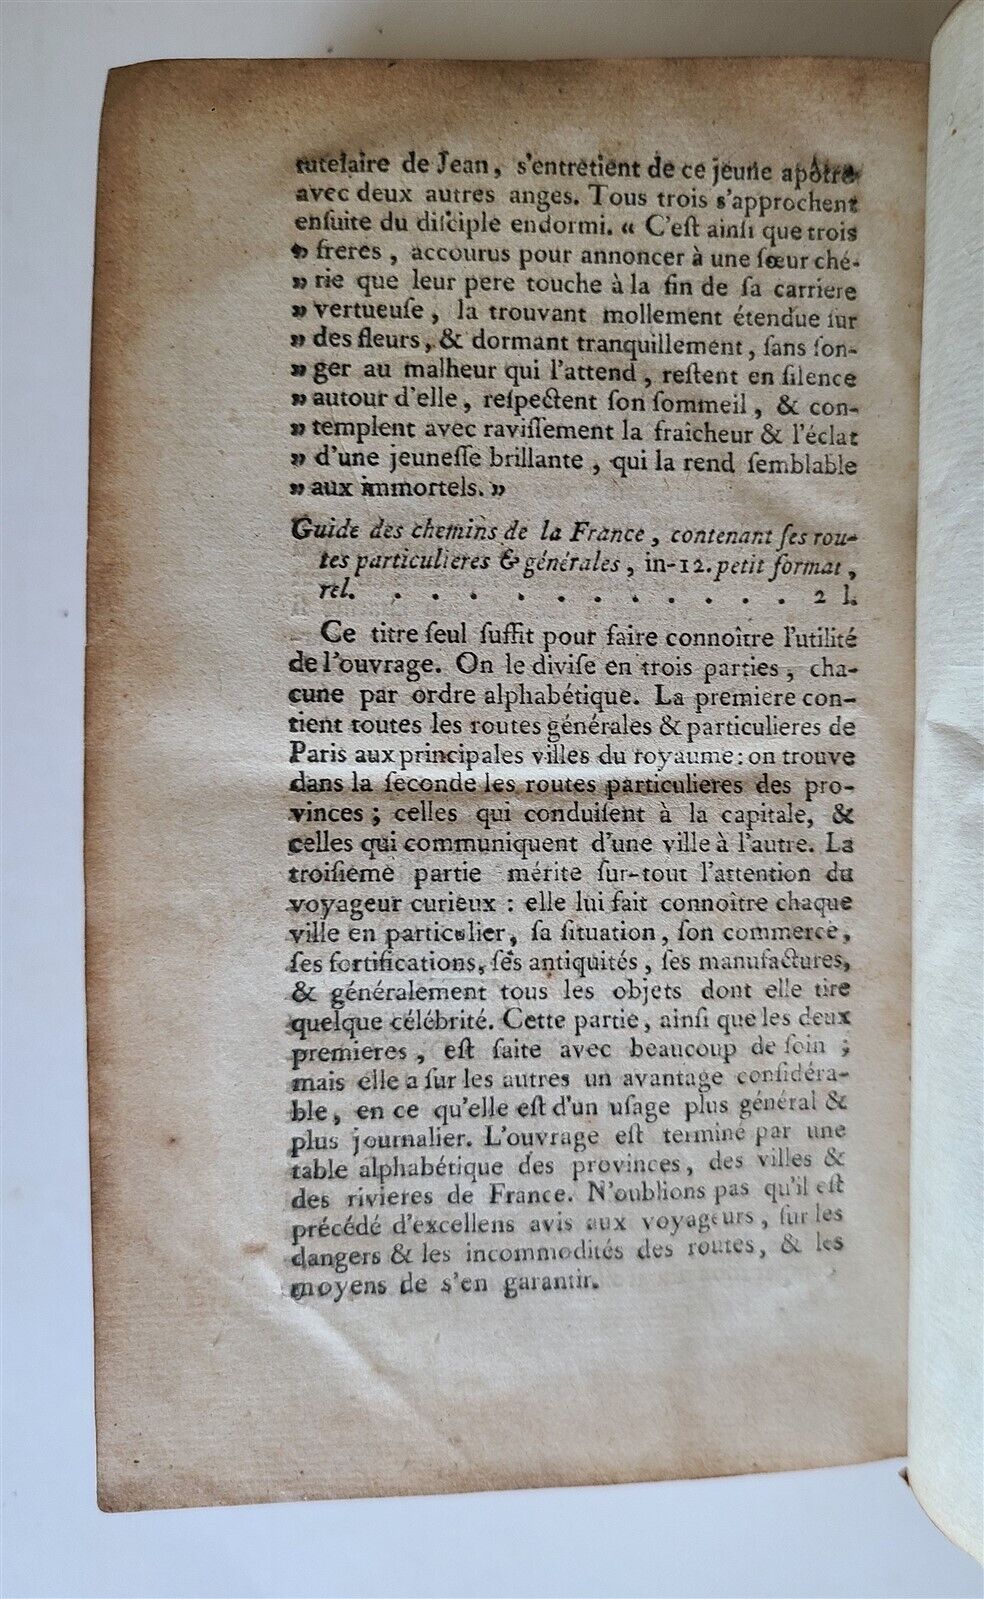 tutelaire de Jean, s'entretient de ce jeune apôtre
avec deux autres anges. Tous trois s'approchent
enſuite du diſciple endormi. « C'eſt ainſi que trois
» freres, accourus pour annoncer à une ſœur ché-
» rie que leur pere touche à la fin de ſa carriere
» vertueuſe, la trouvant mollement étendue ſur
» des fleurs, & dormant tranquillement, ſans ſon-
» ger au malheur qui l'attend, reſtent en ſilence
» autour d'elle, reſpectent ſon ſommeil, & con-
» templent avec raviſſement la fraîcheur & l'éclat
» d'une jeuneſſe brillante, qui la rend ſemblable
» aux immortels. »
Guide des chemins de la France, contenant ſes rou-
tes particulieres & générales, in-12. petit format,
rel. . . . . . . . . . . . . 2 l.
Ce titre ſeul ſuffit pour faire connoître l'utilité
de l'ouvrage. On le diviſe en trois parties, cha-
cune par ordre alphabétique. La premiere con-
tient toutes les routes générales & particulieres de
Paris aux principales villes du royaume: on trouve
dans la ſeconde les routes particulieres des pro-
vinces; celles qui conduiſent à la capitale, &
celles qui communiquent d'une ville à l'autre. La
troiſieme partie mérite ſur-tout l'attention du
voyageur curieux : elle lui fait connoître chaque
ville en particulier, ſa ſituation, ſon commerce,
ſes fortifications, ſes antiquités, ſes manufactures,
& généralement tous les objets dont elle tire
quelque célébrité. Cette partie, ainſi que les deux
premieres, eſt faite avec beaucoup de ſoin ;
mais elle a ſur les autres un avantage conſidéra-
ble, en ce qu'elle eſt d'un uſage plus général &
plus journalier. L'ouvrage eſt terminé par une
table alphabétique des provinces, des villes &
des rivieres de France. N'oublions pas qu'il eſt
précédé d'excellens avis aux voyageurs, ſur les
dangers & les incommodités des routes, & les
moyens de s'en garantir.